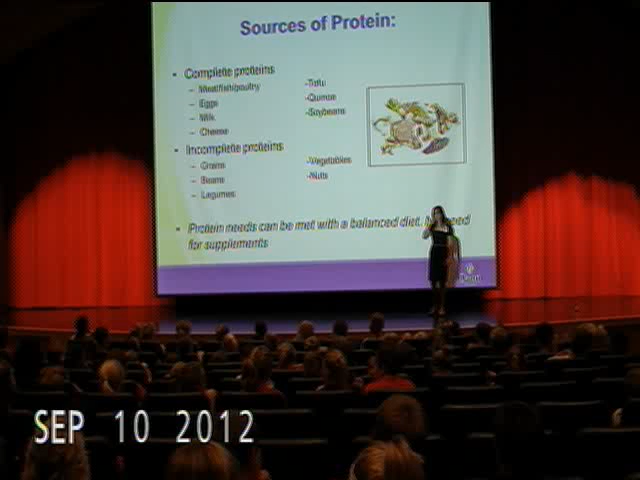 Sources of Protein:
• Complete proteins
– Meat/fish/poultry
– Eggs
– Milk
– Cheese
-Tofu
-Quinoa
-Soybeans
• Incomplete proteins
– Grains
– Beans
– Legumes
-Vegetables
-Nuts
• Protein needs can be met with a balanced diet. need
for supplements
SEP 10 2012